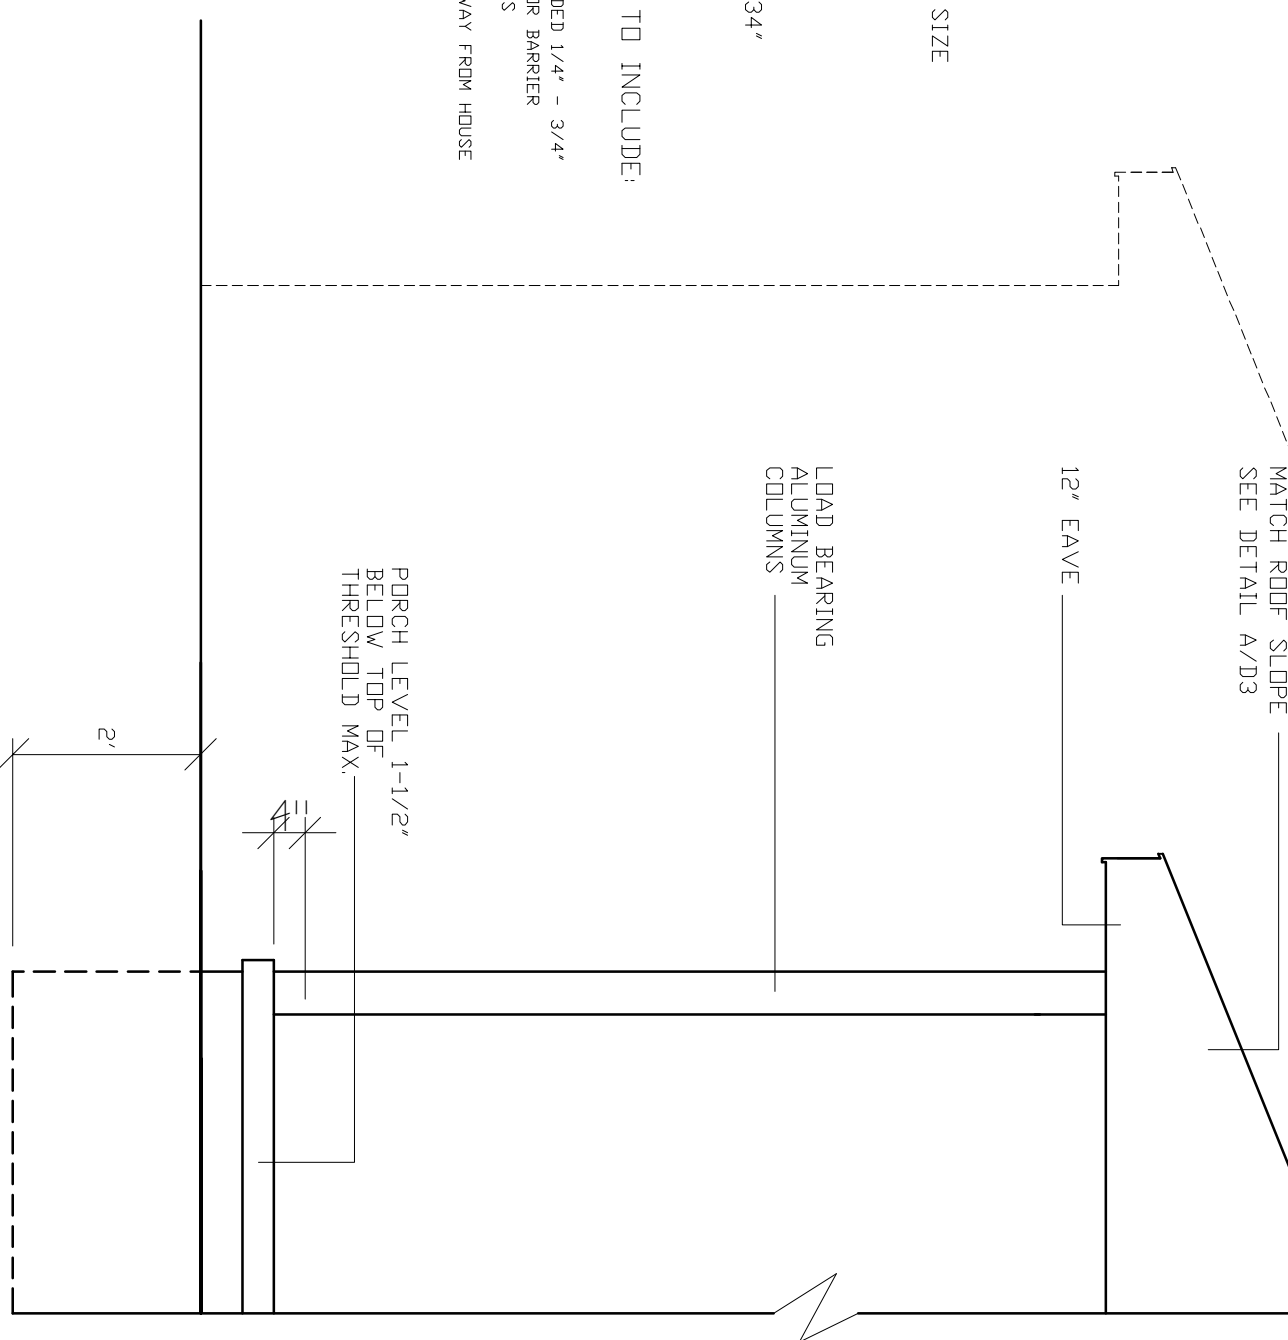 SIZE
34"
TO INCLUDE:
DED 1/4" - 3/4"
OR BARRIER
S
WAY FROM HOUSE
MATCH ROOF SLOPE
SEE DETAIL A/D3
12" EAVE
LOAD BEARING
ALUMINUM
COLUMNS
PORCH LEVEL 1-1/2"
BELOW TOP OF
THRESHOLD MAX.
4"
2'